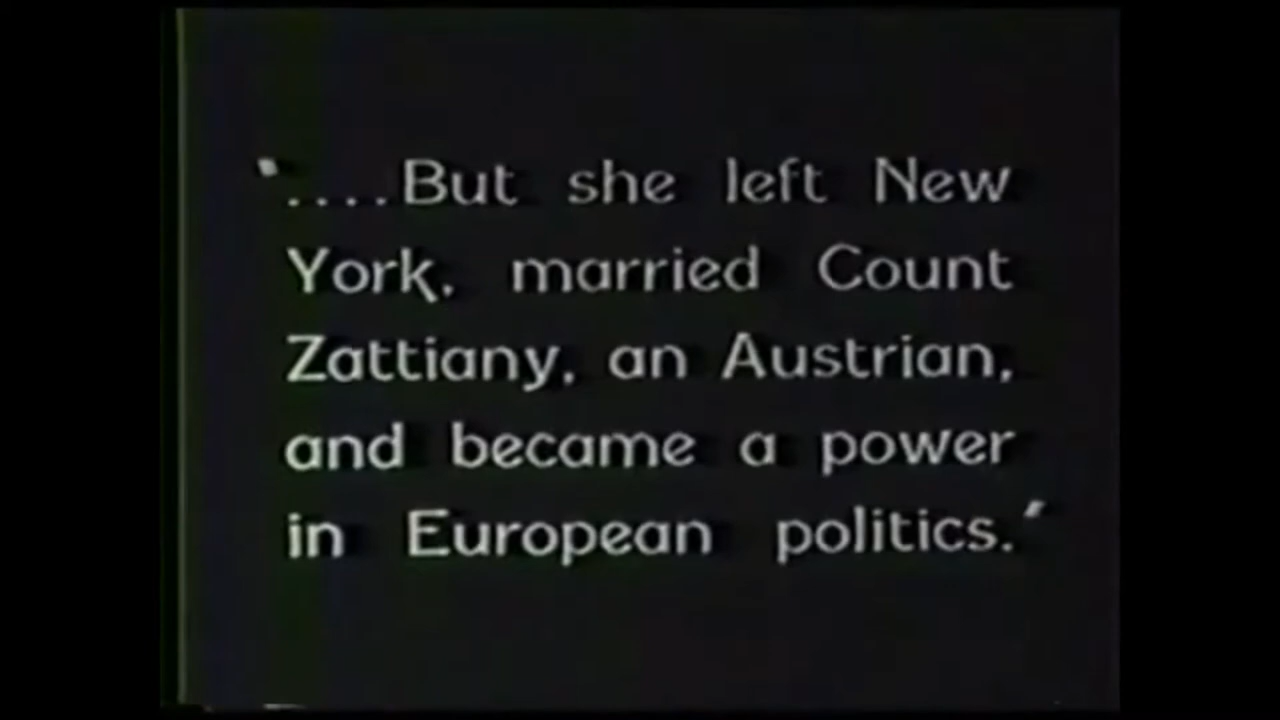 ‘....But she left New
York, married Count
Zattiany, an Austrian,
and became a power
in European politics.’